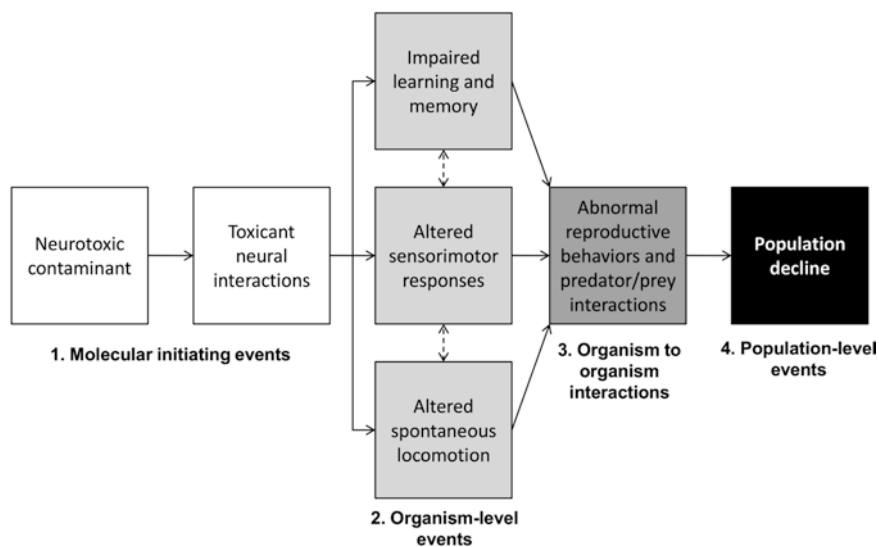 Impaired
learning and
memory
Neurotoxic
contaminant
Toxicant
neural
interactions
Altered
sensorimotor
responses
Abnormal
reproductive
behaviors and
predator/prey
interactions
Population
decline
1. Molecular initiating events
3. Organism to
organism
interactions
4. Population-level
events
Altered
spontaneous
locomotion
2. Organism-level
events